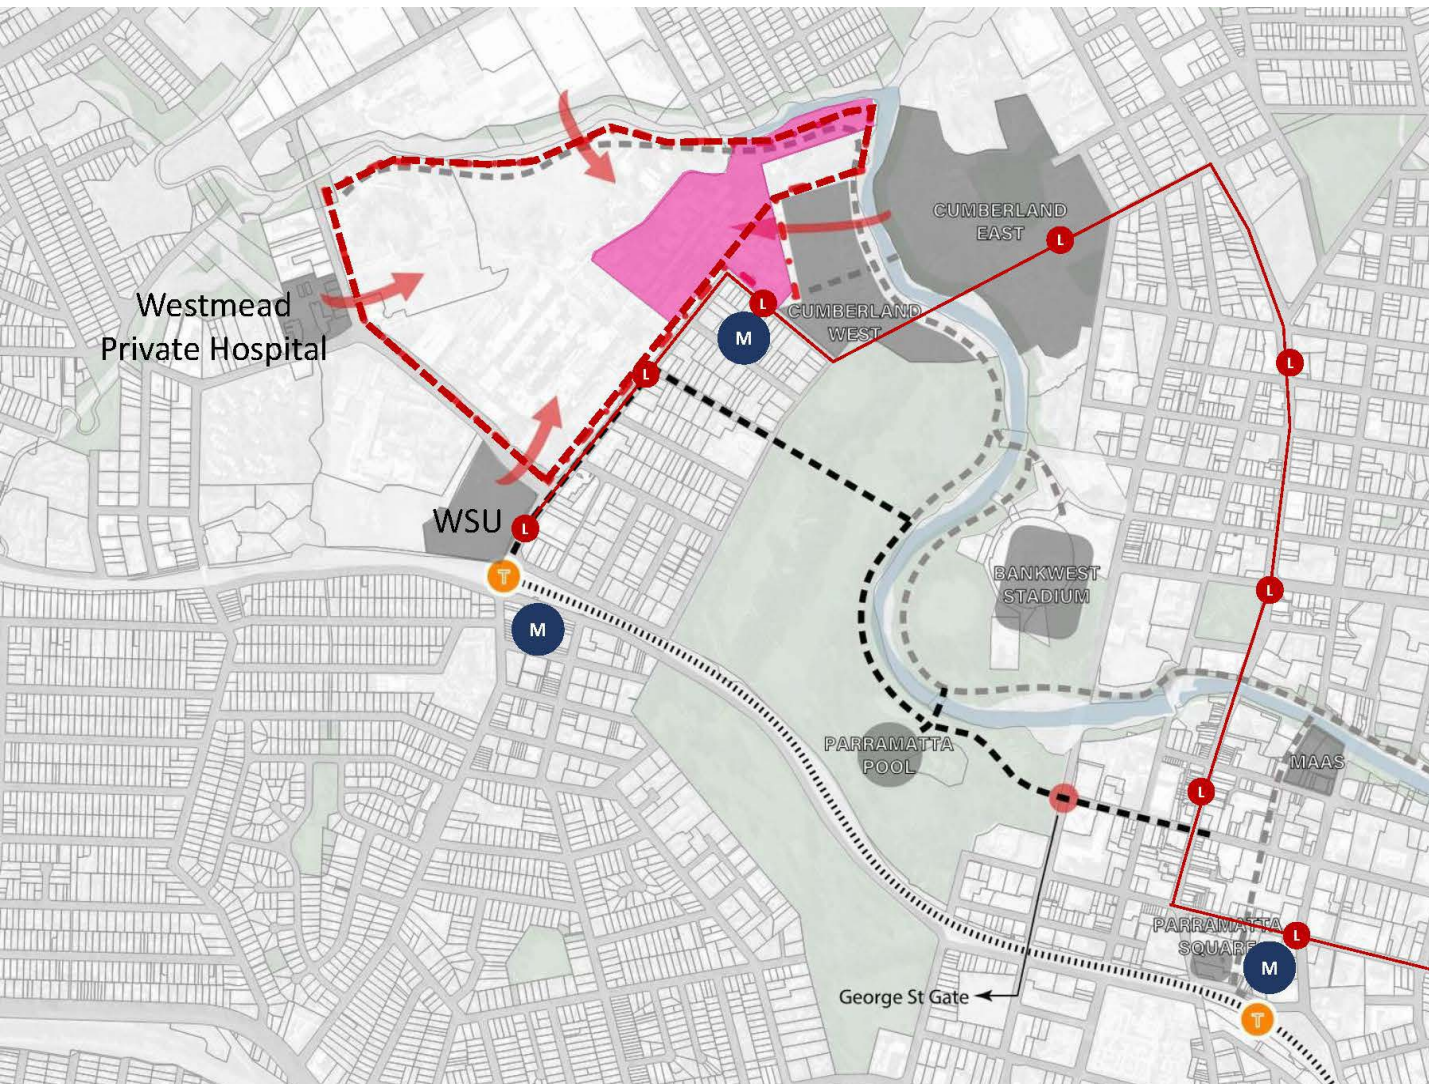 CUMBERLAND
EAST
L
Westmead
Private Hospital
L
CUMBERLAND
WEST
M
L
L
WSU
L
T
M
BANKWEST
STADIUM
L
PARRAMATTA
POOL
MAAS
L
PARRAMATTA
SQUARE
L
M
George St Gate
T